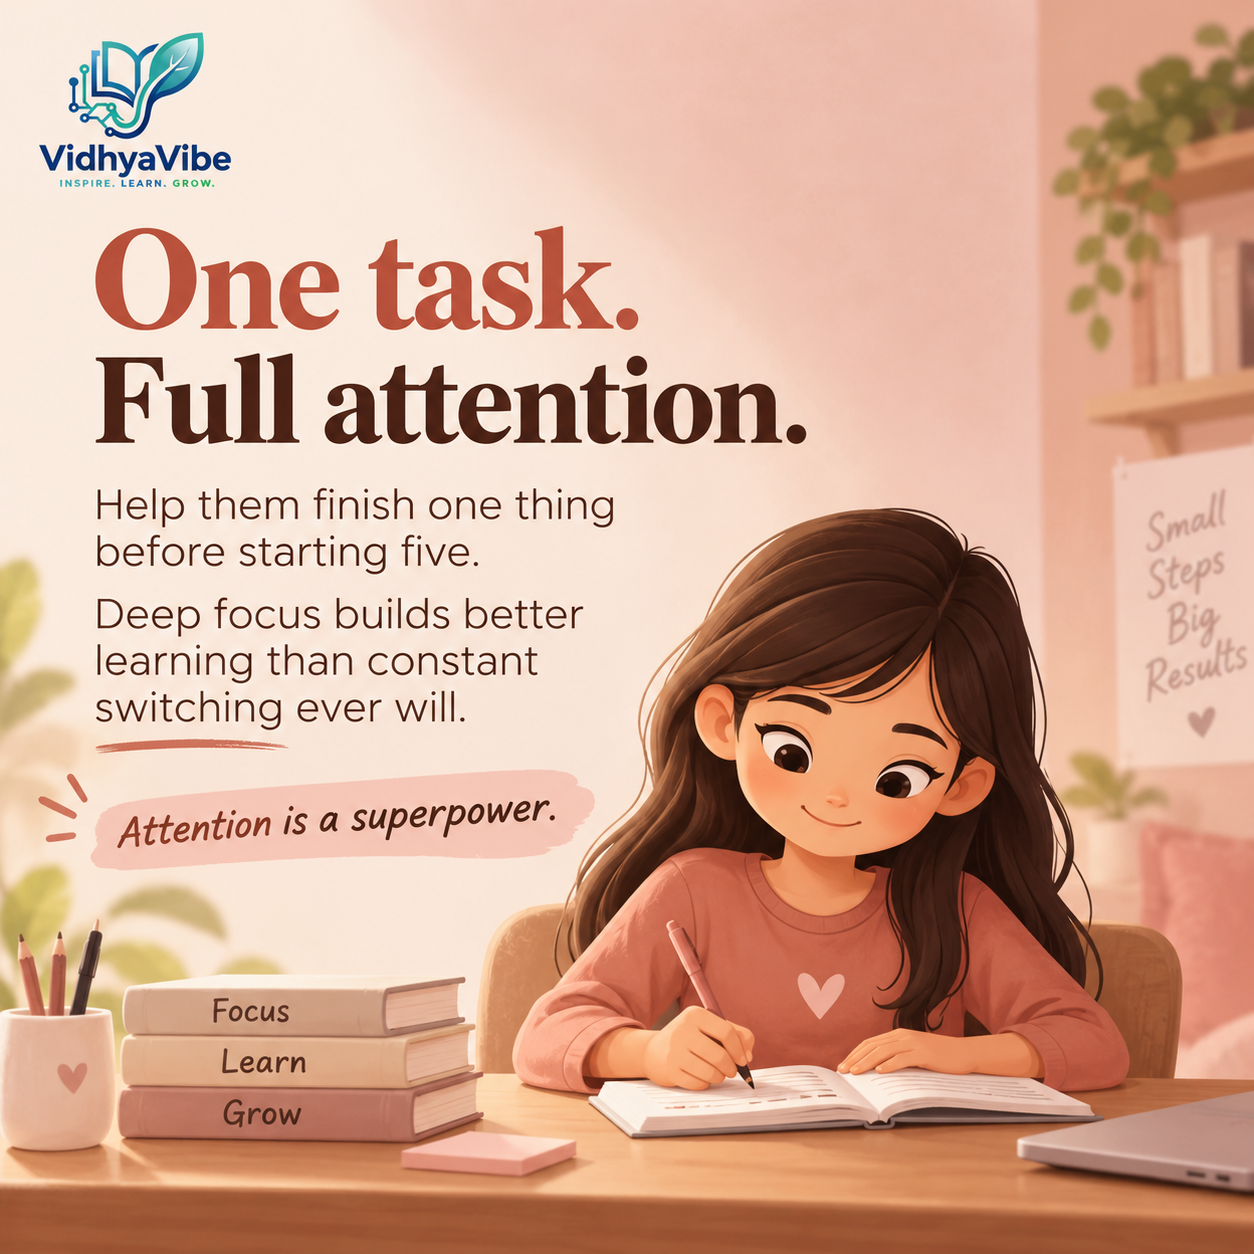 VidhyaVibe
INSPIRE. LEARN. GROW.
One task.
Full attention.
Help them finish one thing
before starting five.
Deep focus builds better
learning than constant
switching ever will.
Attention is a superpower.
Small
Steps
Big
Results
Focus
Learn
Grow